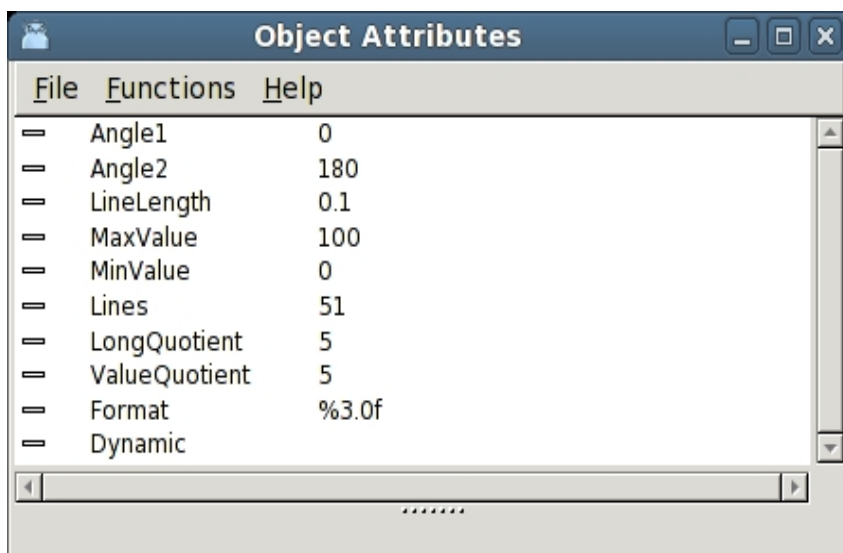 Object Attributes
File Functions Help
Angle1 0
Angle2 180
LineLength 0.1
MaxValue 100
MinValue 0
Lines 51
LongQuotient 5
ValueQuotient 5
Format %3.0f
Dynamic